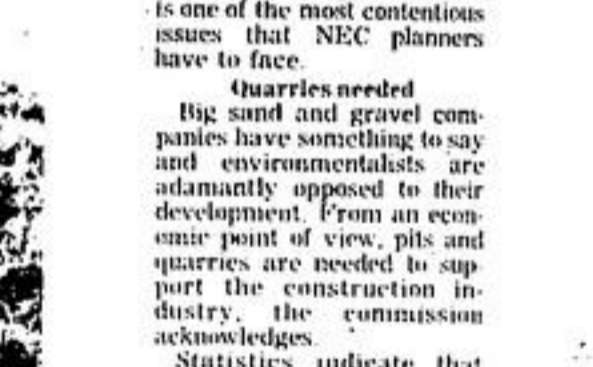 is one of the most contentious
issues that NEC planners
have to face.
Quarries needed
Big sand and gravel com-
panies have something to say
and environmentalists are
adamantly opposed to their
development. From an econ-
omic point of view, pits and
quarries are needed to sup-
port the construction in-
dustry, the commission
acknowledges.
Statistics indicate that